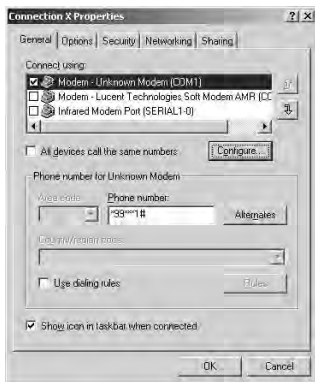 Connection X Properties
General Options Security Networking Sharing
Connect using:
Modem - Unknown Modem (COM1)
Modem - Lucent Technologies Soft Modem AMR (CC
Infrared Modem Port (SERIAL1-0)
All devices call the same numbers
Configure...
Phone number for Unknown Modem
Area code: Phone number:
*99***1# Alternates
Country/region code:
Use dialing rules Rules
Show icon in taskbar when connected
OK Cancel